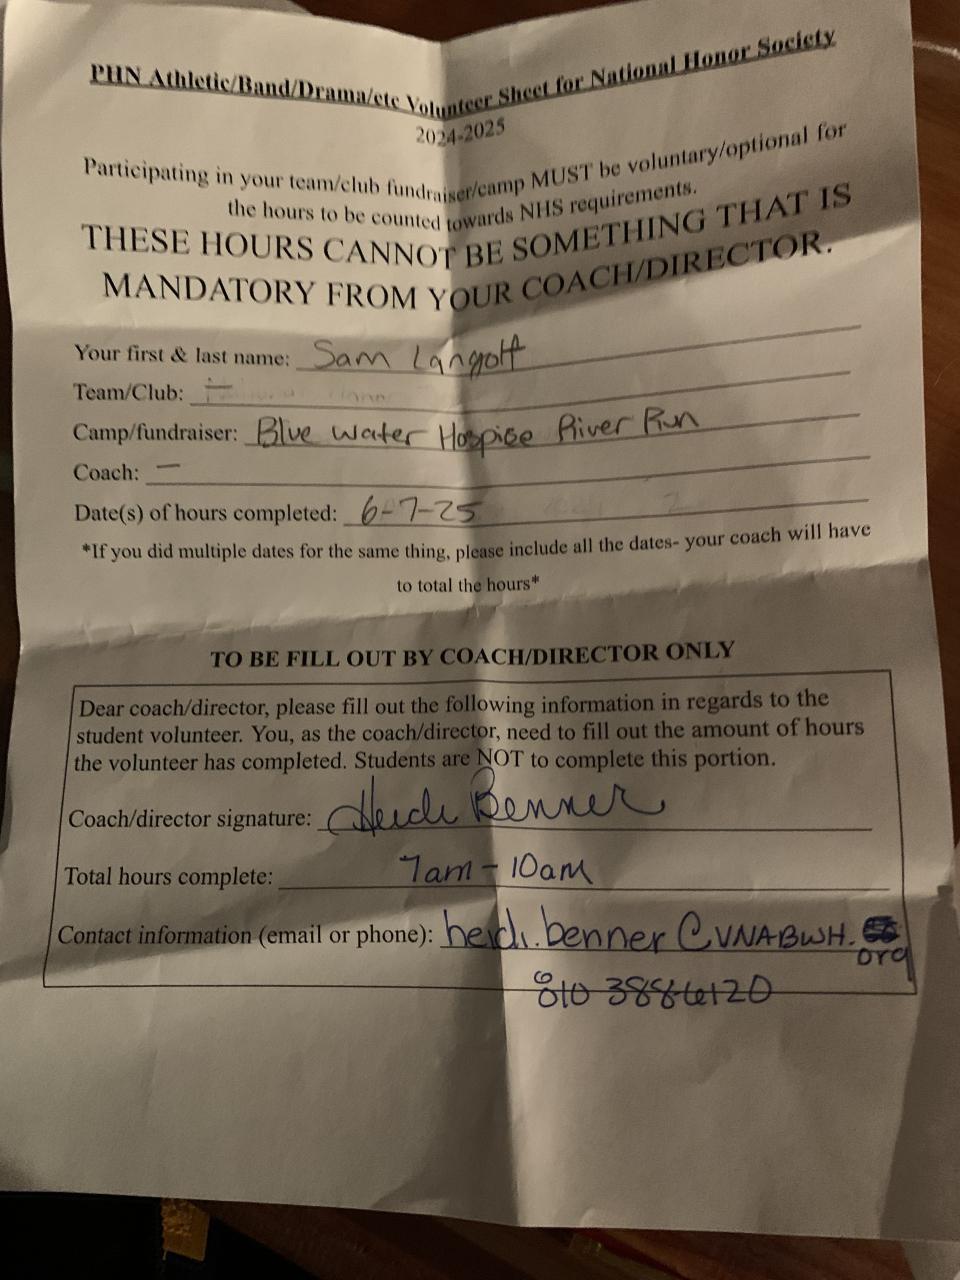 PHN Athletic/Band/Drama/etc Volunteer Sheet for National Honor Society
2024-2025
Participating in your team/club fundraiser/camp MUST be voluntary/optional for
the hours to be counted towards NHS requirements.
THESE HOURS CANNOT BE SOMETHING THAT IS
MANDATORY FROM YOUR COACH/DIRECTOR.
Your first & last name: Sam Langolf
Team/Club: —
Camp/fundraiser: Blue Water Hospice River Run
Coach: —
Date(s) of hours completed: 6-7-25
*If you did multiple dates for the same thing, please include all the dates- your coach will have
to total the hours*
TO BE FILL OUT BY COACH/DIRECTOR ONLY
Dear coach/director, please fill out the following information in regards to the
student volunteer. You, as the coach/director, need to fill out the amount of hours
the volunteer has completed. Students are NOT to complete this portion.
Coach/director signature: Heidi Benner
Total hours complete: 7am - 10am
Contact information (email or phone): heidi.benner@VNABWH.
org
810 388